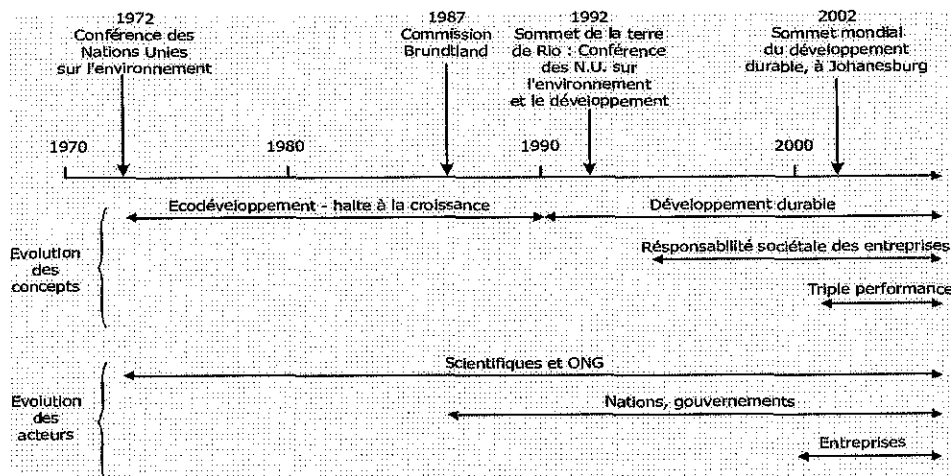 1972
Conférence des
Nations Unies
sur l'environnement
1987
Commission
Brundtland
1992
Sommet de la terre
de Rio : Conférence
des N.U. sur
l'environnement
et le développement
2002
Sommet mondial
du développement
durable, à Johanesburg
1970
1980
1990
2000
Ecodéveloppement - halte à la croissance
Développement durable
Evolution
des
concepts
Résponsabilité sociétale des entreprises
Triple performance
Evolution
des
acteurs
Scientifiques et ONG
Nations, gouvernements
Entreprises